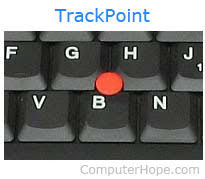 TrackPoint
F G H J
1
V B N
ComputerHope.com